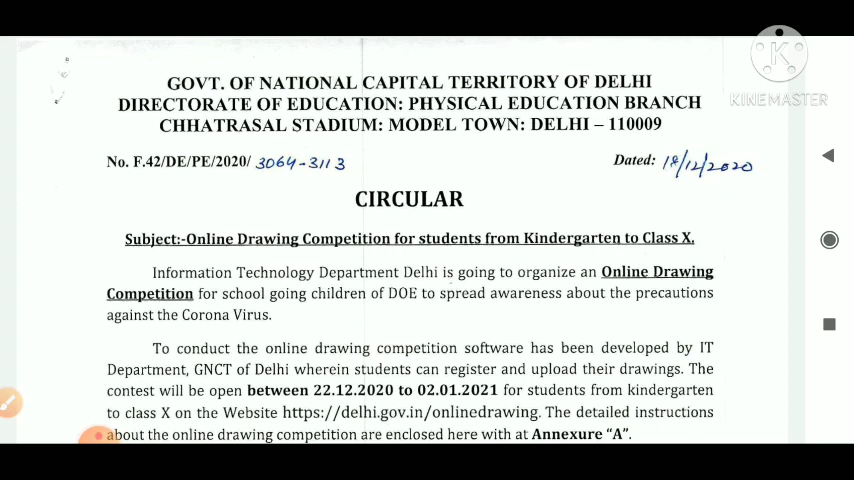 KINEMASTER
GOVT. OF NATIONAL CAPITAL TERRITORY OF DELHI
DIRECTORATE OF EDUCATION: PHYSICAL EDUCATION BRANCH
CHHATRASAL STADIUM: MODEL TOWN: DELHI – 110009
No. F.42/DE/PE/2020/ 3064-3113 Dated: 18/12/2020
CIRCULAR
Subject:-Online Drawing Competition for students from Kindergarten to Class X.
Information Technology Department Delhi is going to organize an Online Drawing
Competition for school going children of DOE to spread awareness about the precautions
against the Corona Virus.
To conduct the online drawing competition software has been developed by IT
Department, GNCT of Delhi wherein students can register and upload their drawings. The
contest will be open between 22.12.2020 to 02.01.2021 for students from kindergarten
to class X on the Website https://delhi.gov.in/onlinedrawing. The detailed instructions
about the online drawing competition are enclosed here with at Annexure “A”.